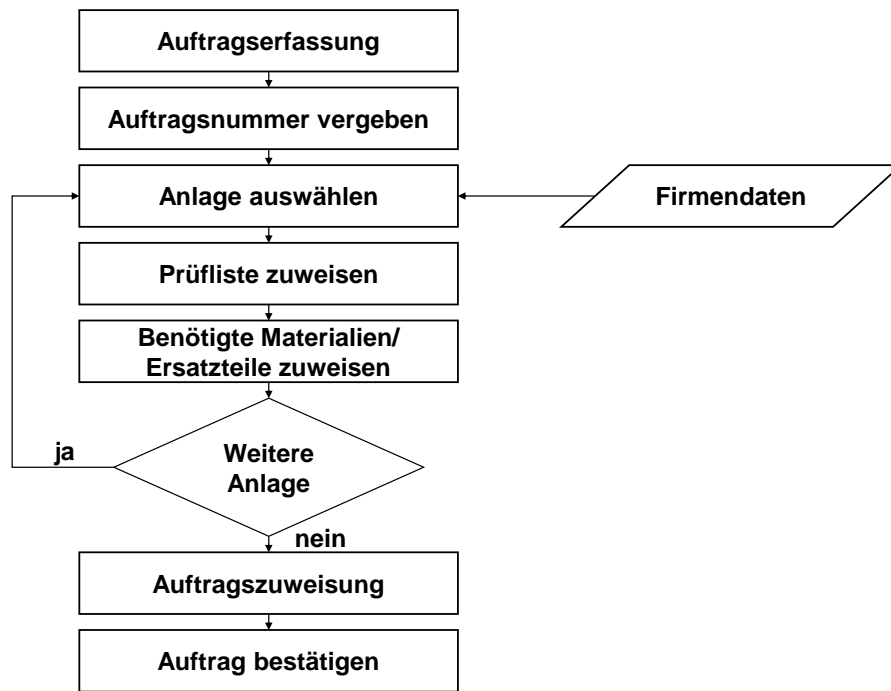 Auftragserfassung
Auftragsnummer vergeben
Anlage auswählen
Firmendaten
Prüfliste zuweisen
Benötigte Materialien/
Ersatzteile zuweisen
ja
Weitere
Anlage
nein
Auftragszuweisung
Auftrag bestätigen